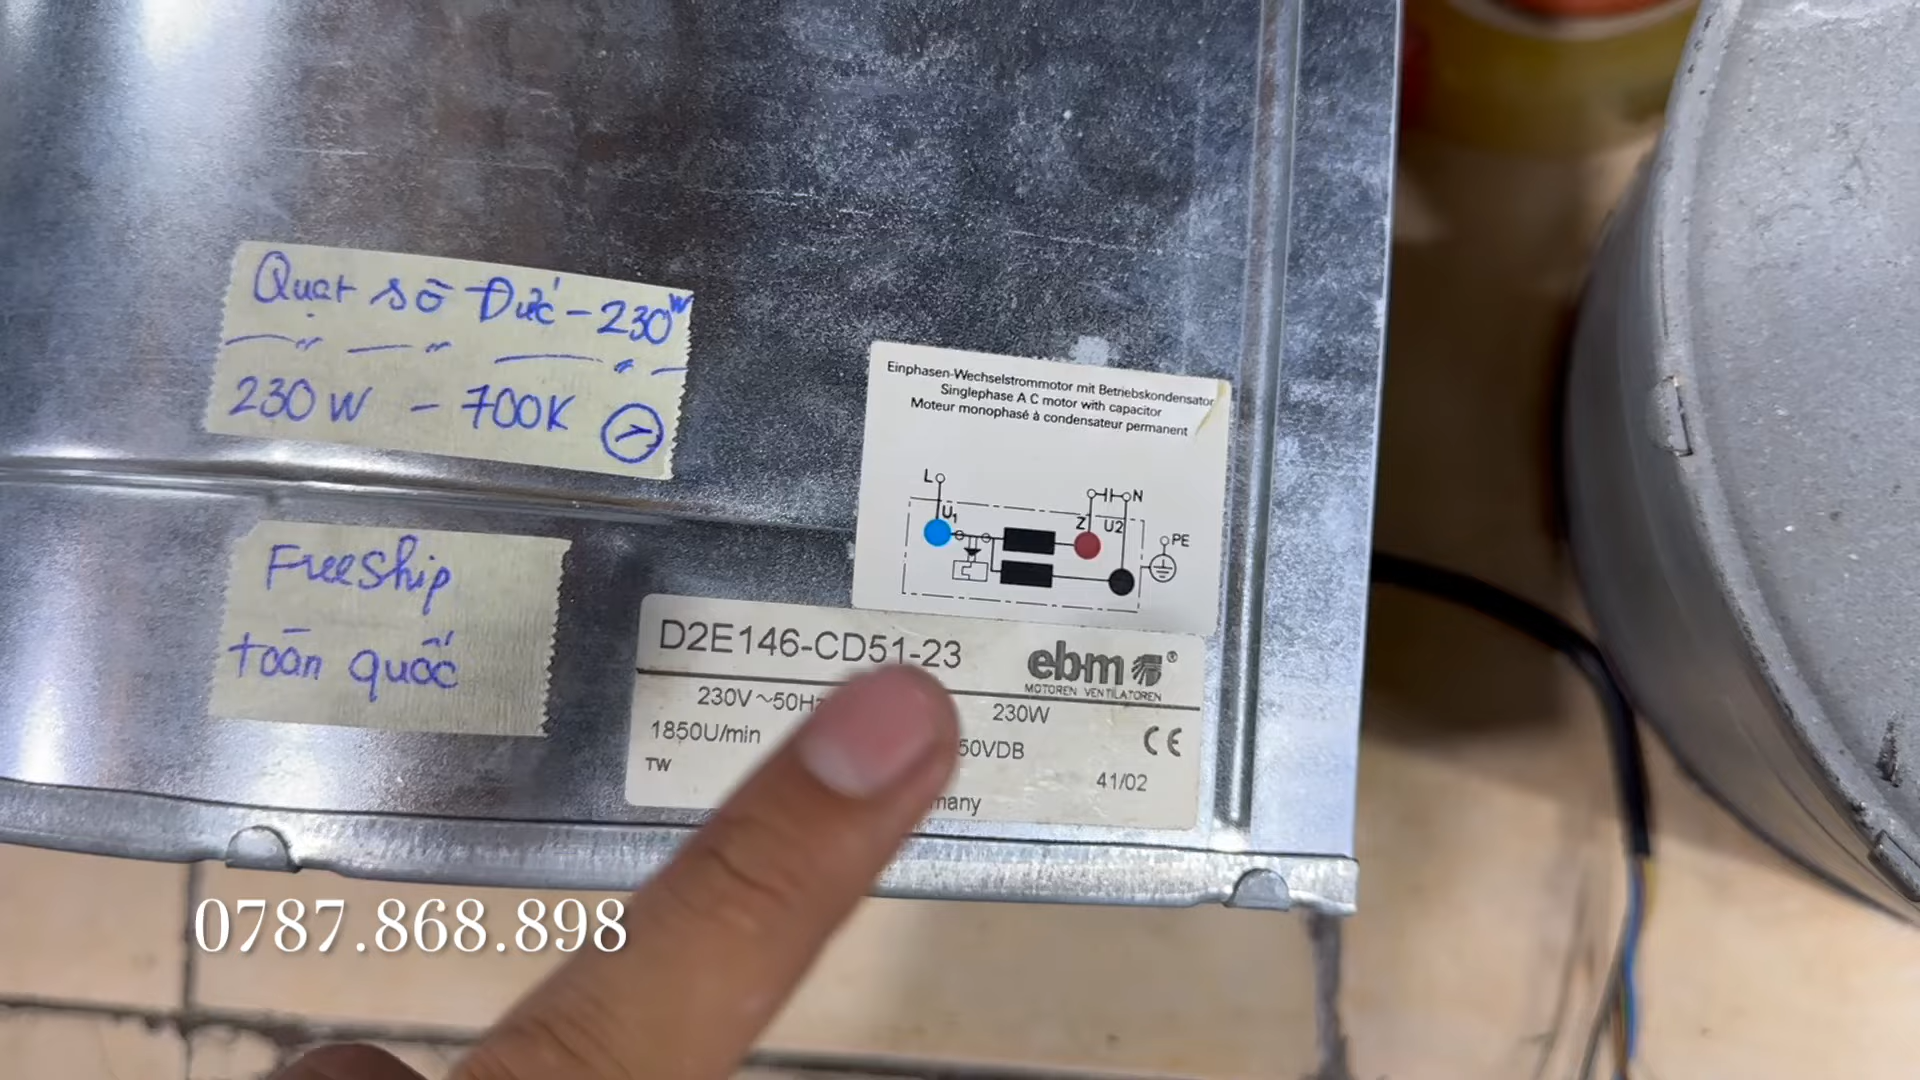 Quạt sò Đức - 230W
230W - 700K
Freeship
toàn quốc
Einphasen-Wechselstrommotor mit Betriebskondensator
Singlephase A C motor with capacitor
Moteur monophasé à condensateur permanent
L
N
U1
Z
U2
PE
D2E146-CD51-23
ebm
MOTOREN VENTILATOREN
230V~50Hz
230W
1850U/min
50VDB
CE
TW
41/02
0787.868.898